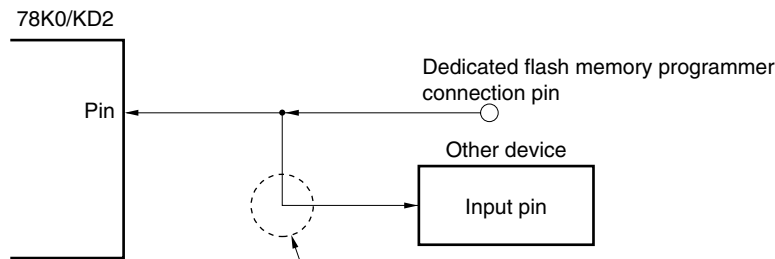 78K0/KD2
Dedicated flash memory programmer
connection pin
Pin
Other device
Input pin